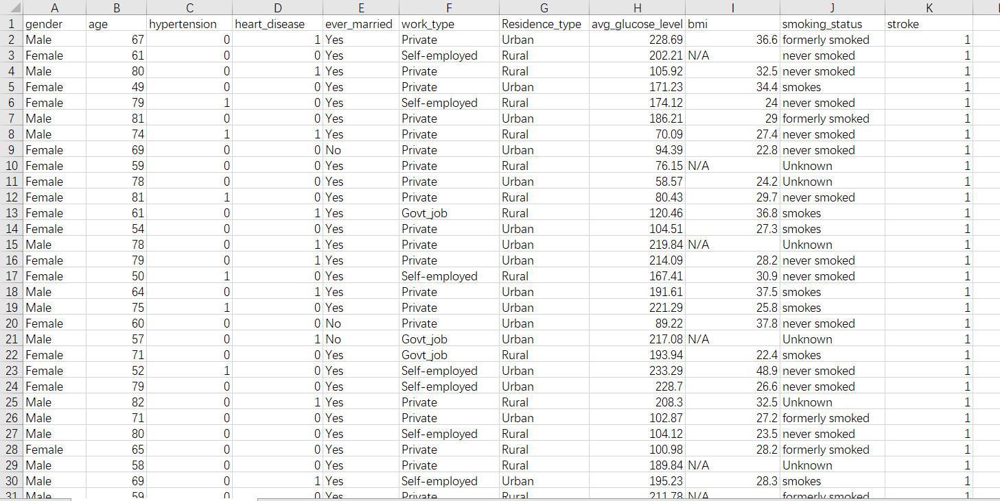 A B C D E F G H I J K
1 gender age hypertension heart_disease ever_married work_type Residence_type avg_glucose_level bmi smoking_status stroke
2 Male 67 0 1 Yes Private Urban 228.69 36.6 formerly smoked 1
3 Female 61 0 0 Yes Self-employed Rural 202.21 N/A never smoked 1
4 Male 80 0 1 Yes Private Rural 105.92 32.5 never smoked 1
5 Female 49 0 0 Yes Private Urban 171.23 34.4 smokes 1
6 Female 79 1 0 Yes Self-employed Rural 174.12 24 never smoked 1
7 Male 81 0 0 Yes Private Urban 186.21 29 formerly smoked 1
8 Male 74 1 1 Yes Private Rural 70.09 27.4 never smoked 1
9 Female 69 0 0 No Private Urban 94.39 22.8 never smoked 1
10 Female 59 0 0 Yes Private Rural 76.15 N/A Unknown 1
11 Female 78 0 0 Yes Private Urban 58.57 24.2 Unknown 1
12 Female 81 1 0 Yes Private Rural 80.43 29.7 never smoked 1
13 Female 61 0 1 Yes Govt_job Rural 120.46 36.8 smokes 1
14 Female 54 0 0 Yes Private Urban 104.51 27.3 smokes 1
15 Male 78 0 1 Yes Private Urban 219.84 N/A Unknown 1
16 Female 79 0 1 Yes Private Urban 214.09 28.2 never smoked 1
17 Female 50 1 0 Yes Self-employed Rural 167.41 30.9 never smoked 1
18 Male 64 0 1 Yes Private Urban 191.61 37.5 smokes 1
19 Male 75 1 0 Yes Private Urban 221.29 25.8 smokes 1
20 Female 60 0 0 No Private Urban 89.22 37.8 never smoked 1
21 Male 57 0 1 No Govt_job Urban 217.08 N/A Unknown 1
22 Female 71 0 0 Yes Govt_job Rural 193.94 22.4 smokes 1
23 Female 52 1 0 Yes Self-employed Urban 233.29 48.9 never smoked 1
24 Female 79 0 0 Yes Self-employed Urban 228.7 26.6 never smoked 1
25 Male 82 0 1 Yes Private Rural 208.3 32.5 Unknown 1
26 Male 71 0 0 Yes Private Urban 102.87 27.2 formerly smoked 1
27 Male 80 0 0 Yes Self-employed Rural 104.12 23.5 never smoked 1
28 Female 65 0 0 Yes Private Rural 100.98 28.2 formerly smoked 1
29 Male 58 0 0 Yes Private Rural 189.84 N/A Unknown 1
30 Male 69 0 1 Yes Self-employed Urban 195.23 28.3 smokes 1
31 Male 59 0 0 Yes Private Rural 211.78 N/A formerly smoked 1